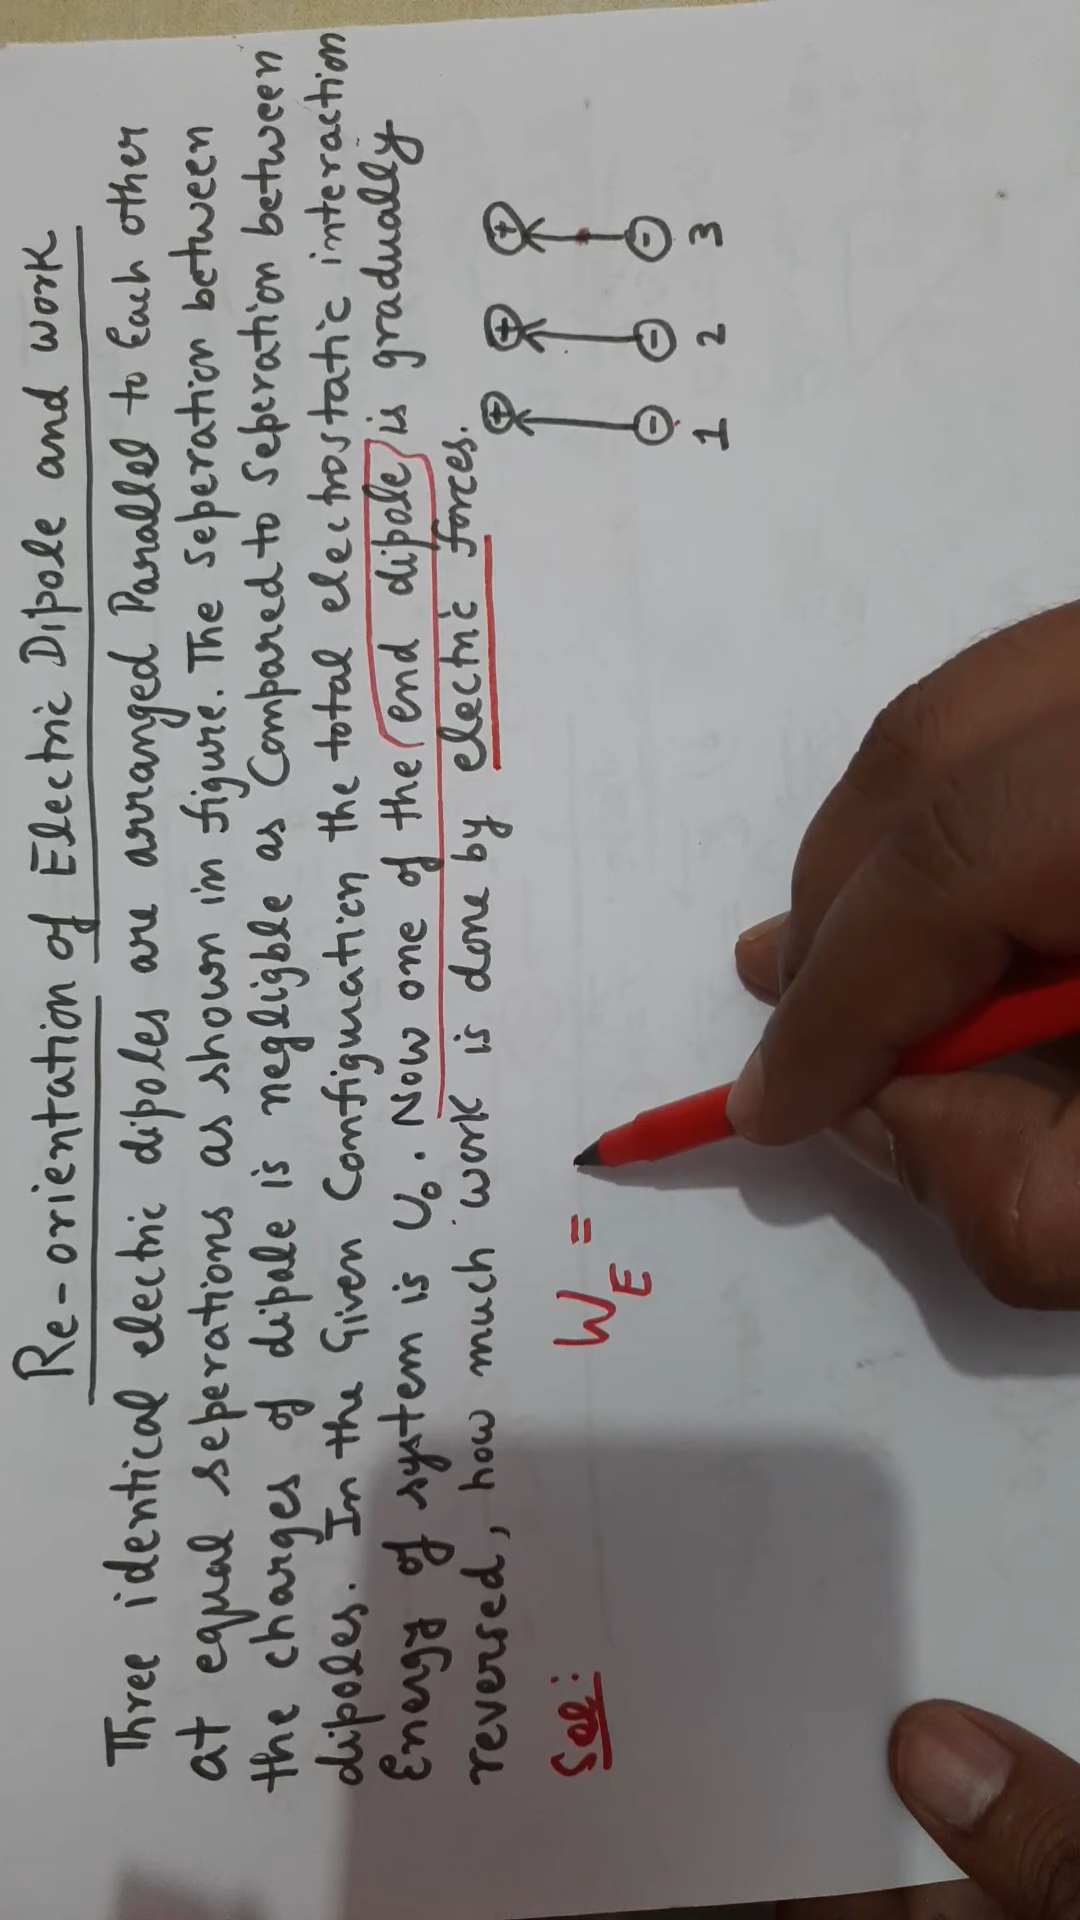 Re-orientation of Electric Dipole and work
Three identical electric dipoles are arranged Parallel to Each other
at equal seperations as shown in figure. The seperation between
the charges of dipole is negligble as Compared to seperation between
dipoles. In the Given Configuration the total electrostatic interaction
Energy of system is U₀. Now one of the end dipole is gradually
reversed, how much work is done by electric forces.
+ + +
- - -
1 2 3
Sol: W_E =